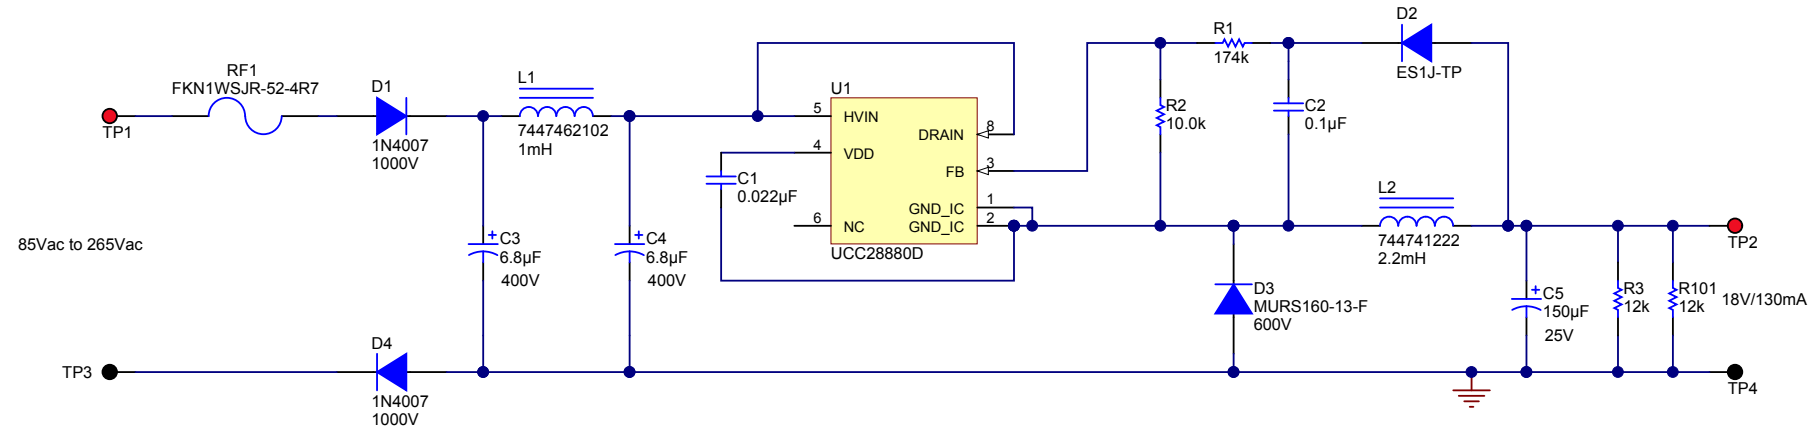 RF1
FKN1WSJR-52-4R7
TP1
D1
1N4007
1000V
L1
7447462102
1mH
U1
5
HVIN
4
VDD
6
NC
DRAIN
8
FB
3
GND_IC
1
GND_IC
2
UCC28880D
C1
0.022µF
R1
174k
D2
ES1J-TP
R2
10.0k
C2
0.1µF
L2
744741222
2.2mH
TP2
85Vac to 265Vac
+
C3
6.8µF
400V
+
C4
6.8µF
400V
D3
MURS160-13-F
600V
+
C5
150µF
25V
R3
12k
R101
12k
18V/130mA
TP3
D4
1N4007
1000V
TP4